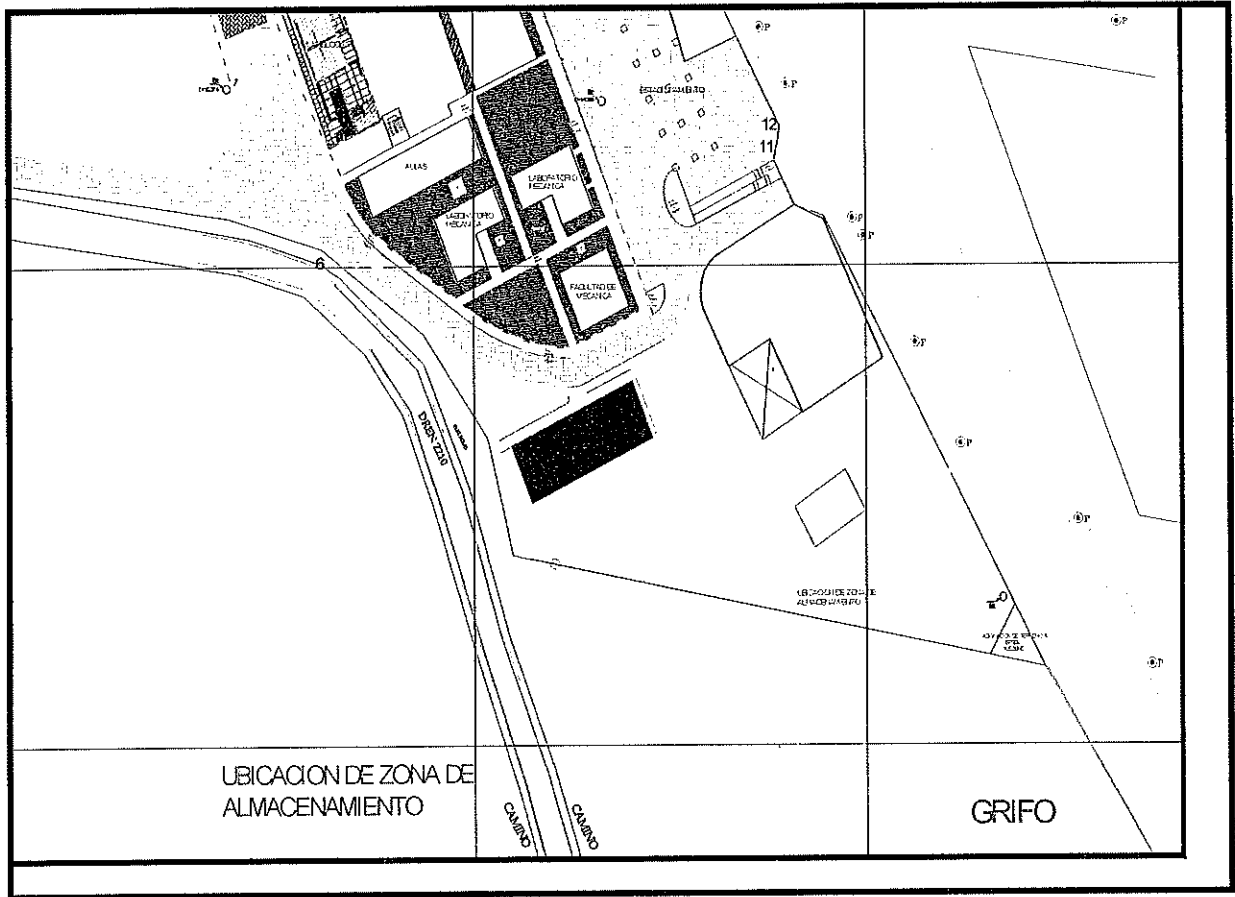 P
P
ESTACIONAMIENTO
12
11
AULAS
LABORATORIO
MECANICA
LABORATORIO
MECANICA
P
P
6
FACULTAD DE
MECANICA
P
DREN 2210
P
P
UBICACION DE ZONA DE
ALMACENAMIENTO
P
UBICACION DE ZONA DE
ALMACENAMIENTO
CAMINO
CAMINO
GRIFO